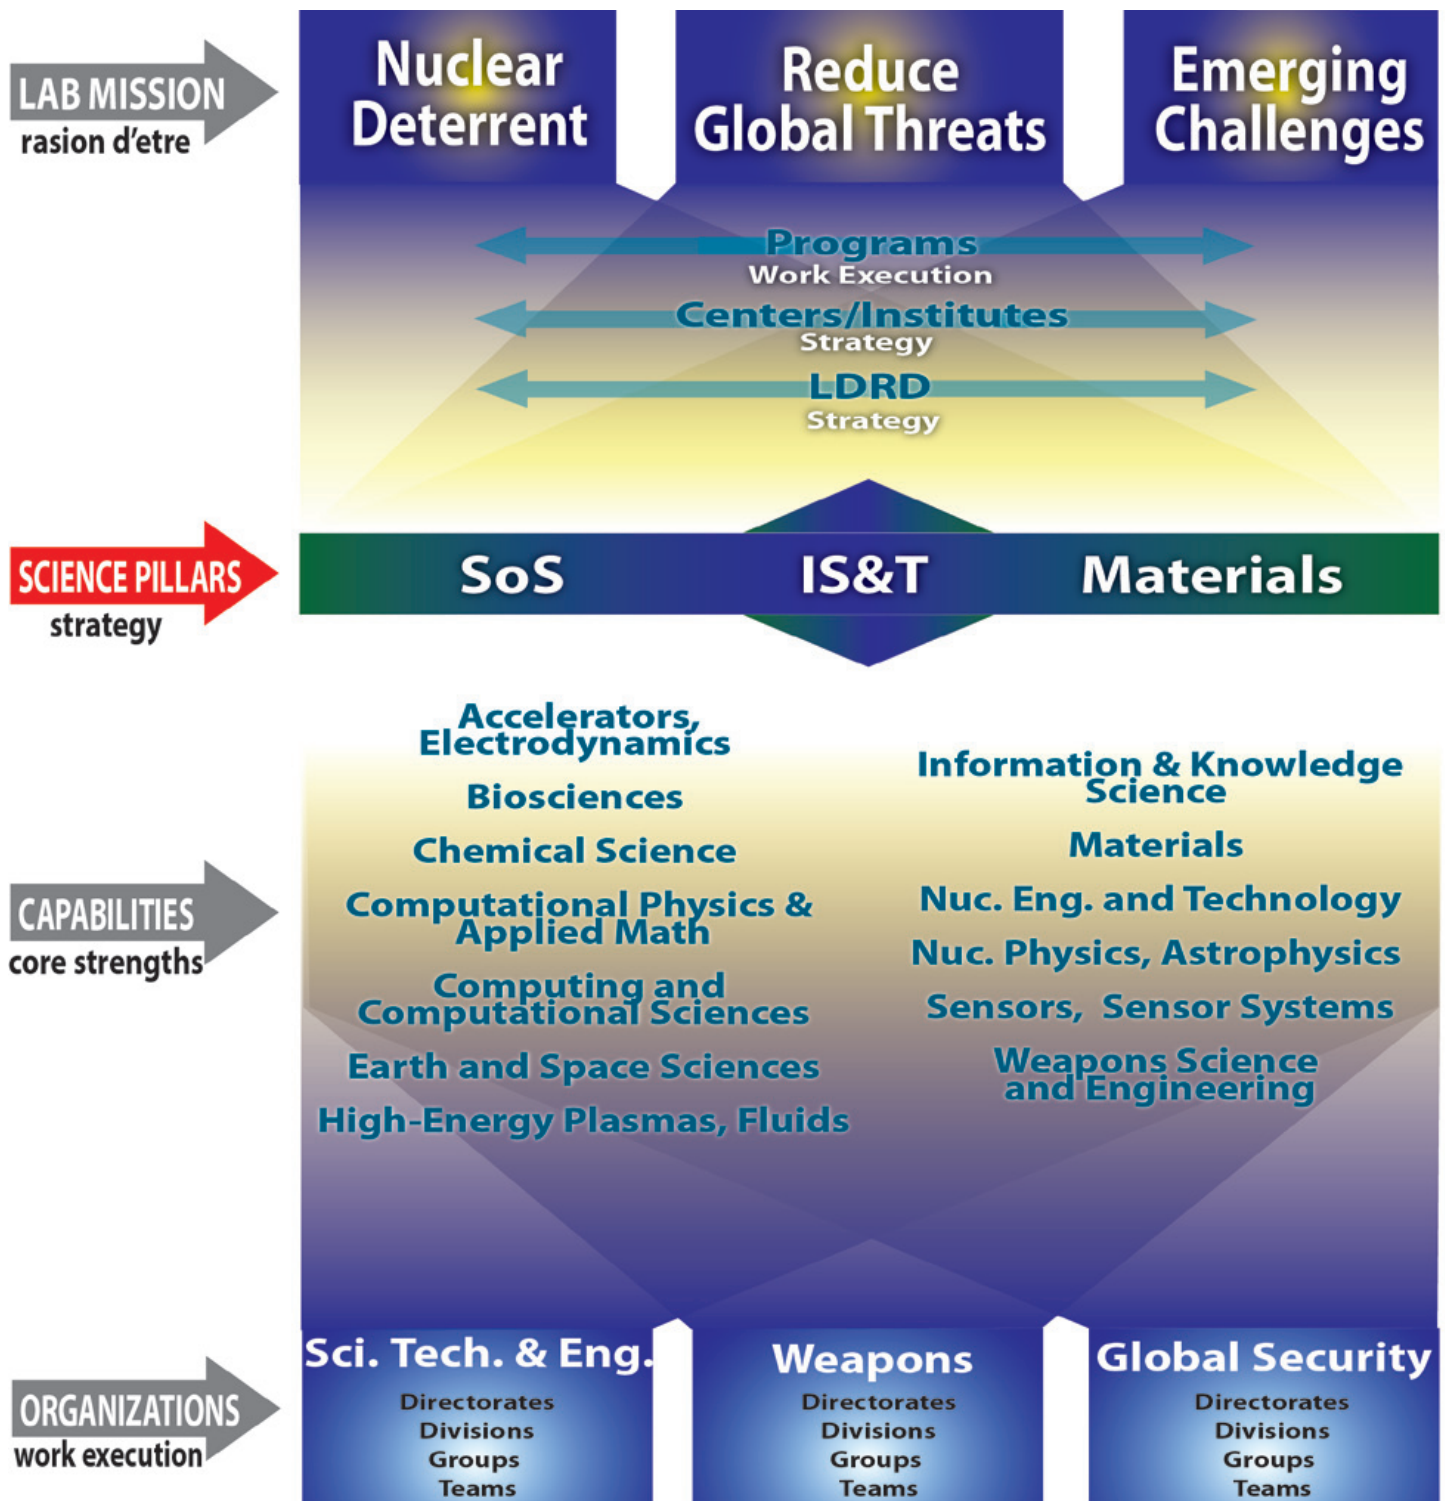 LAB MISSION
rasion d'etre
Nuclear
Deterrent
Reduce
Global Threats
Emerging
Challenges
Programs
Work Execution
Centers/Institutes
Strategy
LDRD
Strategy
SCIENCE PILLARS
strategy
SoS
IS&T
Materials
CAPABILITIES
core strengths
Accelerators,
Electrodynamics
Biosciences
Chemical Science
Computational Physics &
Applied Math
Computing and
Computational Sciences
Earth and Space Sciences
High-Energy Plasmas, Fluids
Information & Knowledge
Science
Materials
Nuc. Eng. and Technology
Nuc. Physics, Astrophysics
Sensors, Sensor Systems
Weapons Science
and Engineering
ORGANIZATIONS
work execution
Sci. Tech. & Eng.
Directorates
Divisions
Groups
Teams
Weapons
Directorates
Divisions
Groups
Teams
Global Security
Directorates
Divisions
Groups
Teams